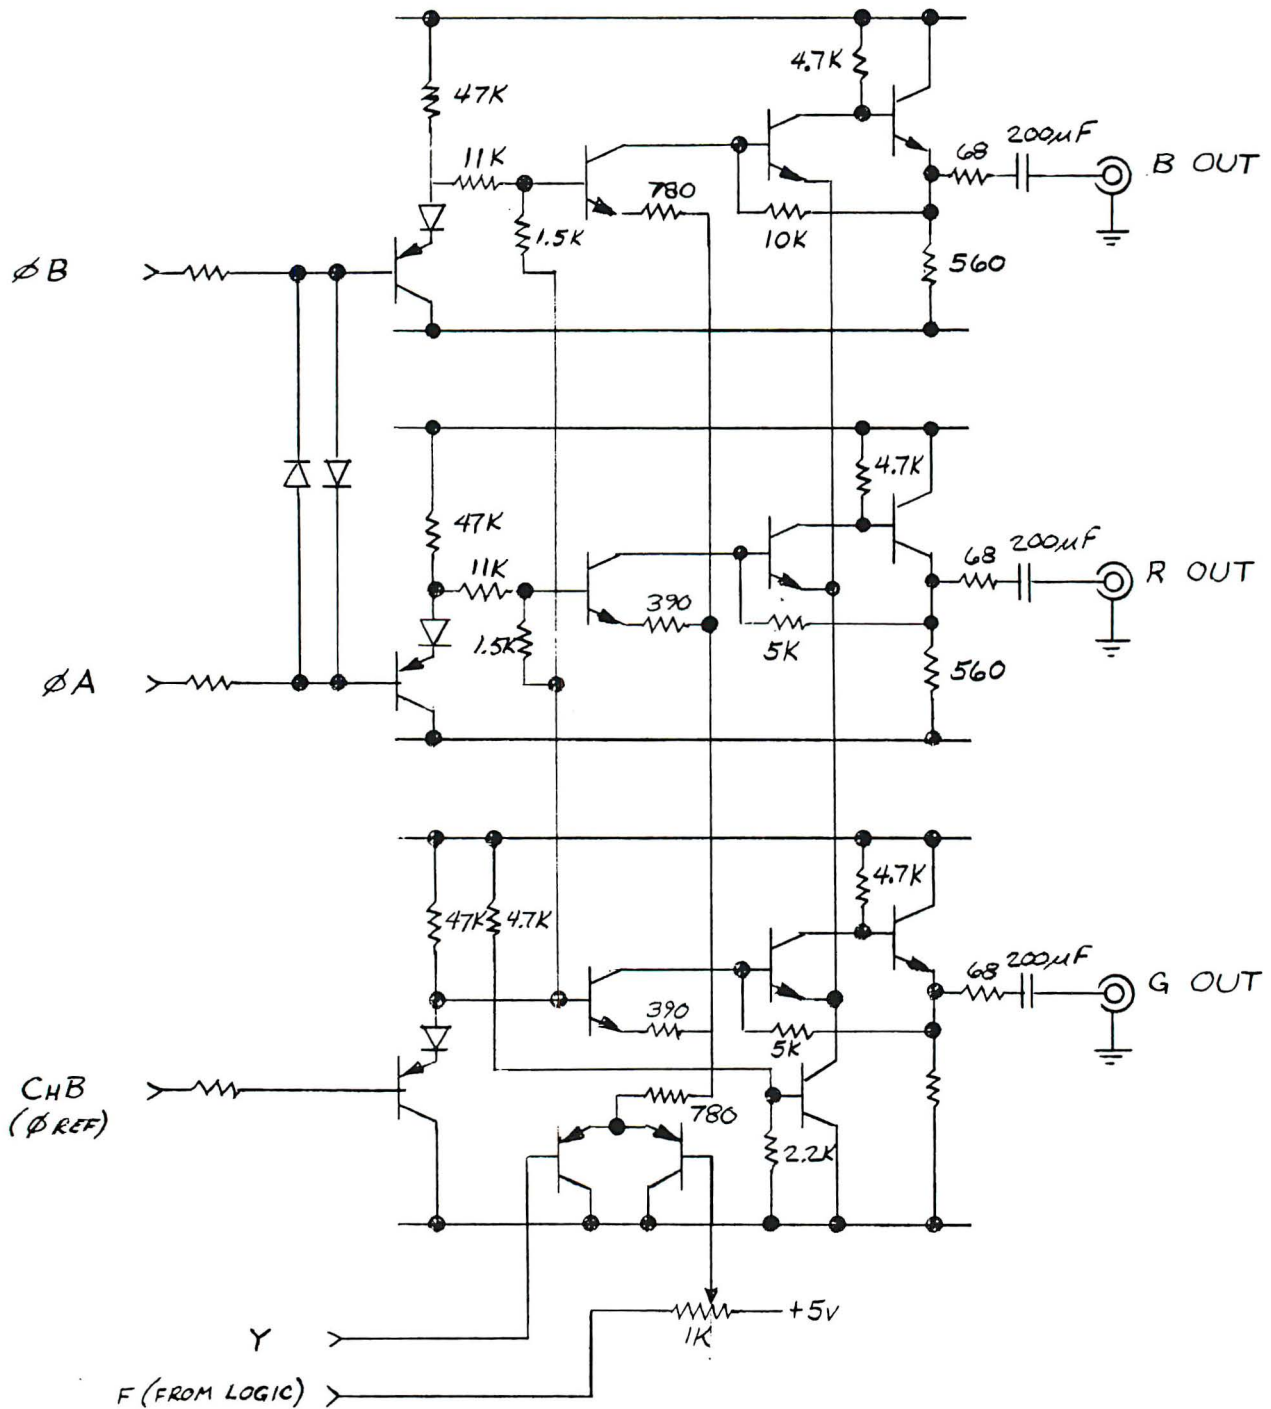 4.7K
47K
11K
780
1.5K
10K
68
200µF
B OUT
560
ØB
4.7K
47K
11K
390
1.5K
5K
68
200µF
R OUT
560
ØA
4.7K
47K
4.7K
390
5K
68
200µF
G OUT
CHB
(ØREF)
780
2.2K
+5V
1K
Y
F (FROM LOGIC)